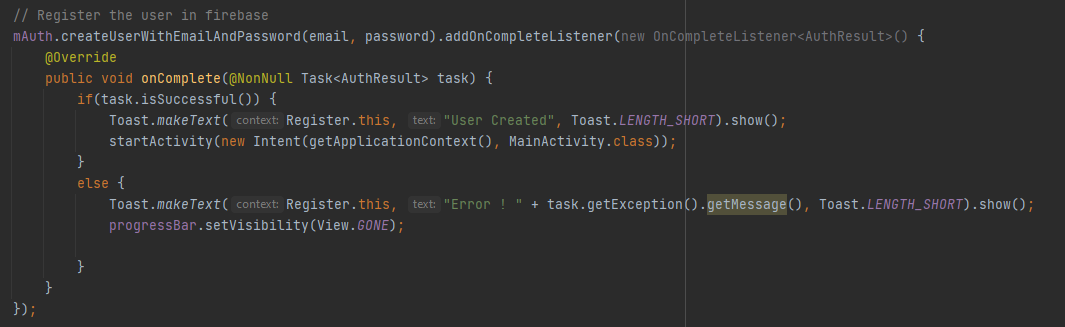 // Register the user in firebase
mAuth.createUserWithEmailAndPassword(email, password).addOnCompleteListener(new OnCompleteListener<AuthResult>() {
@Override
public void onComplete(@NonNull Task<AuthResult> task) {
if(task.isSuccessful()) {
Toast.makeText( context: Register.this, text: "User Created", Toast.LENGTH_SHORT).show();
startActivity(new Intent(getApplicationContext(), MainActivity.class));
}
else {
Toast.makeText( context: Register.this, text: "Error ! " + task.getException().getMessage(), Toast.LENGTH_SHORT).show();
progressBar.setVisibility(View.GONE);
}
}
});